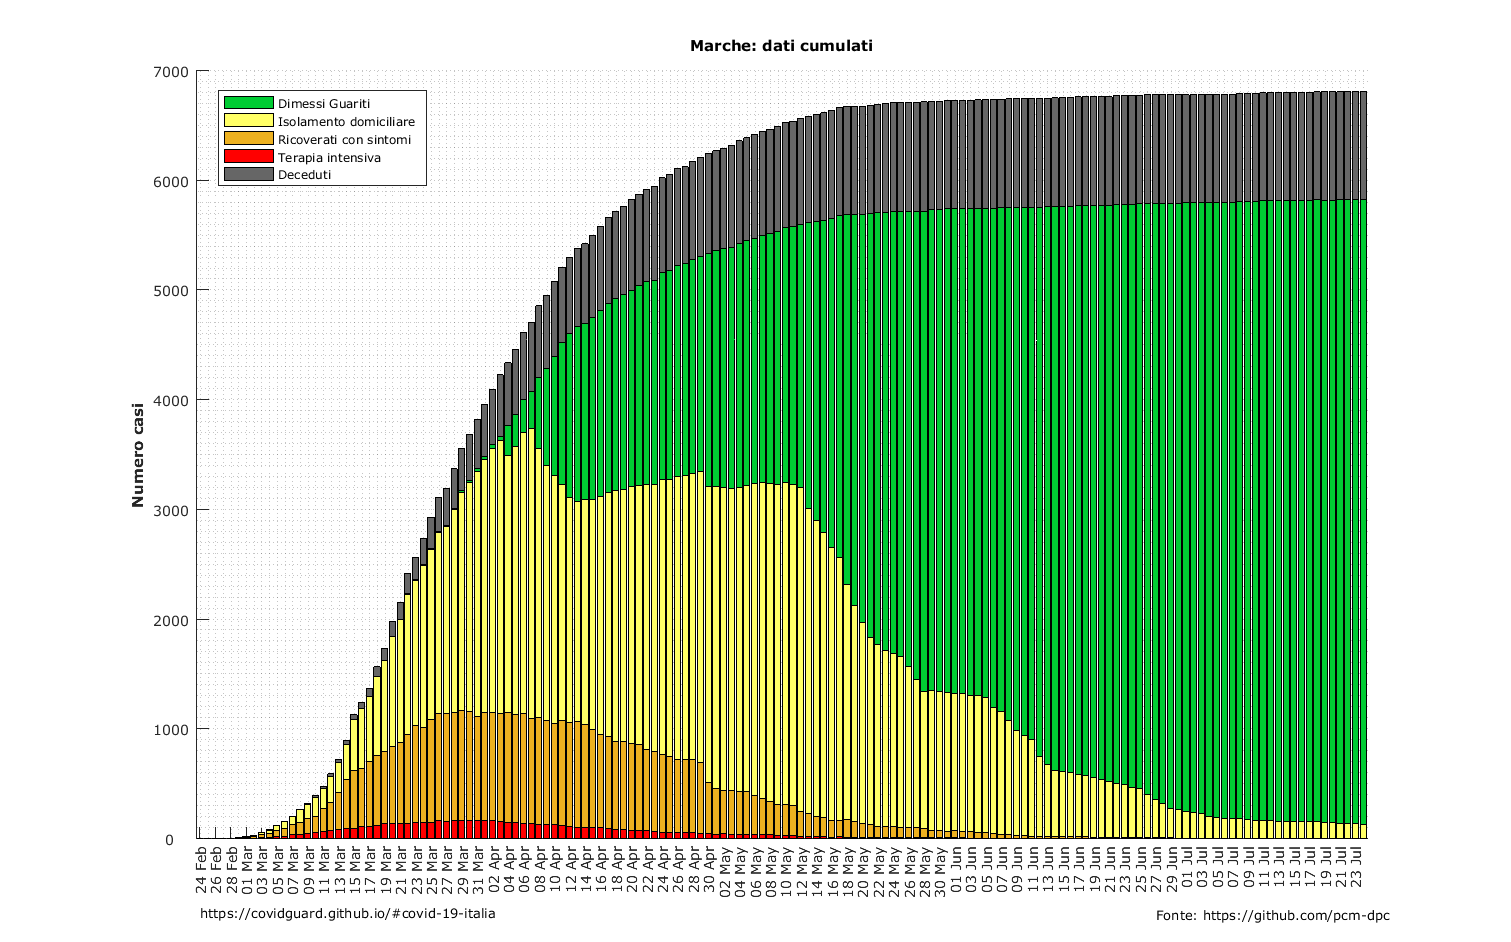 Marche: dati cumulati
Numero casi
7000
6000
5000
4000
3000
2000
1000
0
Dimessi Guariti
Isolamento domiciliare
Ricoverati con sintomi
Terapia intensiva
Deceduti
24 Feb
26 Feb
28 Feb
01 Mar
03 Mar
05 Mar
07 Mar
09 Mar
11 Mar
13 Mar
15 Mar
17 Mar
19 Mar
21 Mar
23 Mar
25 Mar
27 Mar
29 Mar
31 Mar
02 Apr
04 Apr
06 Apr
08 Apr
10 Apr
12 Apr
14 Apr
16 Apr
18 Apr
20 Apr
22 Apr
24 Apr
26 Apr
28 Apr
30 Apr
02 May
04 May
06 May
08 May
10 May
12 May
14 May
16 May
18 May
20 May
22 May
24 May
26 May
28 May
30 May
01 Jun
03 Jun
05 Jun
07 Jun
09 Jun
11 Jun
13 Jun
15 Jun
17 Jun
19 Jun
21 Jun
23 Jun
25 Jun
27 Jun
29 Jun
01 Jul
03 Jul
05 Jul
07 Jul
09 Jul
11 Jul
13 Jul
15 Jul
17 Jul
19 Jul
21 Jul
23 Jul
https://covidguard.github.io/#covid-19-italia
Fonte: https://github.com/pcm-dpc